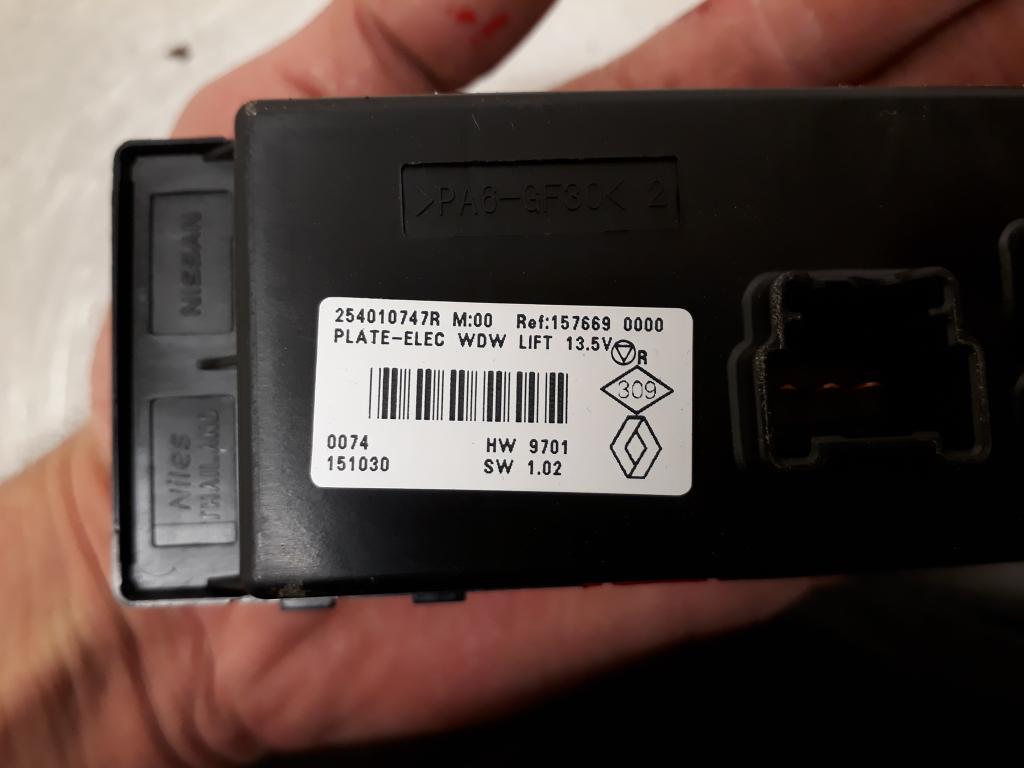 >PA6-GF30< 2
NISSAN
Niles
THAILAND
254010747R M:00 Ref:157669 0000
PLATE-ELEC WDW LIFT 13.5V R
309
0074 HW 9701
151030 SW 1.02